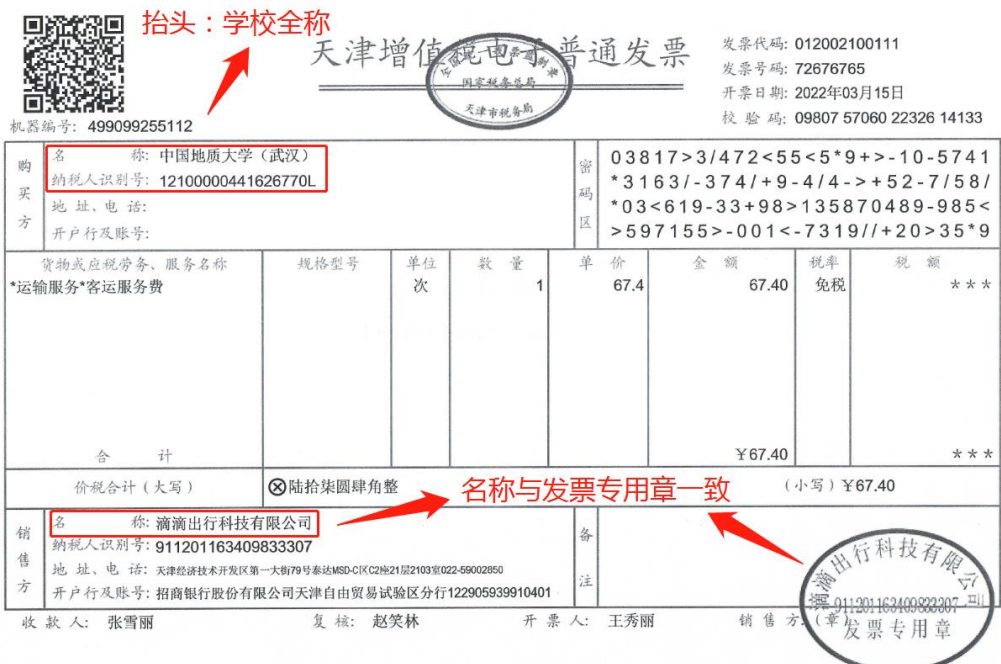 抬头：学校全称
天津增值税电子普通发票
全国统一发票监制章
国家税务总局
天津市税务局
发票代码: 012002100111
发票号码: 72676765
开票日期: 2022年03月15日
校 验 码: 09807 57060 22326 14133
机器编号: 499099255112
购买方
名 称: 中国地质大学（武汉）
纳税人识别号: 12100000441626770L
地 址、电 话:
开户行及账号:
密码区
03817>3/472<55<5*9+>-10-5741
*3163/-374/+9-4/4->+52-7/58/
*03<619-33+98>135870489-985<
>597155>-001<-7319//+20>35*9
货物或应税劳务、服务名称 规格型号 单位 数 量 单 价 金 额 税率 税 额
*运输服务*客运服务费 次 1 67.4 67.40 免税 ***
合 计 ￥67.40 ***
价税合计（大写） ⊗陆拾柒圆肆角整 （小写）￥67.40
名称与发票专用章一致
销售方
名 称: 滴滴出行科技有限公司
纳税人识别号: 911201163409833307
地 址、电 话: 天津经济技术开发区第一大街79号泰达MSD-C区C2座21层2103室022-59002850
开户行及账号: 招商银行股份有限公司天津自由贸易试验区分行122905939910401
备注
滴滴出行科技有限公司
911201163409833307
发票专用章
收 款 人: 张雪丽 复 核: 赵笑林 开 票 人: 王秀丽 销 售 方:（章）